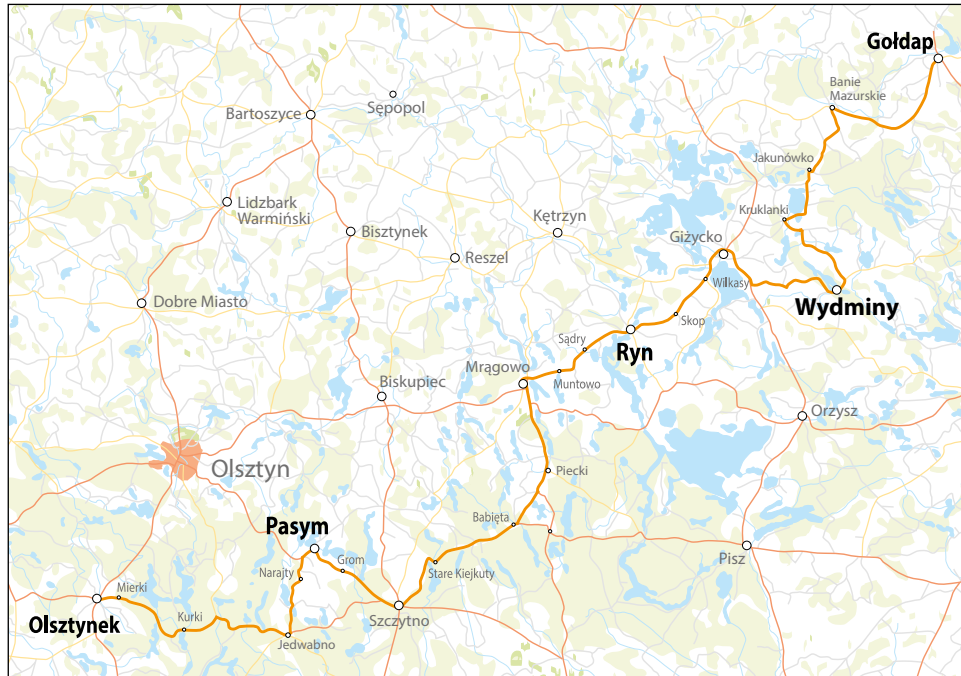 Gołdap
Banie
Mazurskie
Sępopol
Bartoszyce
Jakunówko
Lidzbark
Warmiński
Kruklanki
Kętrzyn
Bisztynek
Giżycko
Reszel
Wilkasy
Dobre Miasto
Wydminy
Skop
Sądry
Ryn
Mrągowo
Muntowo
Biskupiec
Orzysz
Olsztyn
Piecki
Babięta
Pasym
Grom
Pisz
Narajty
Stare Kiejkuty
Mierki
Olsztynek
Kurki
Szczytno
Jedwabno